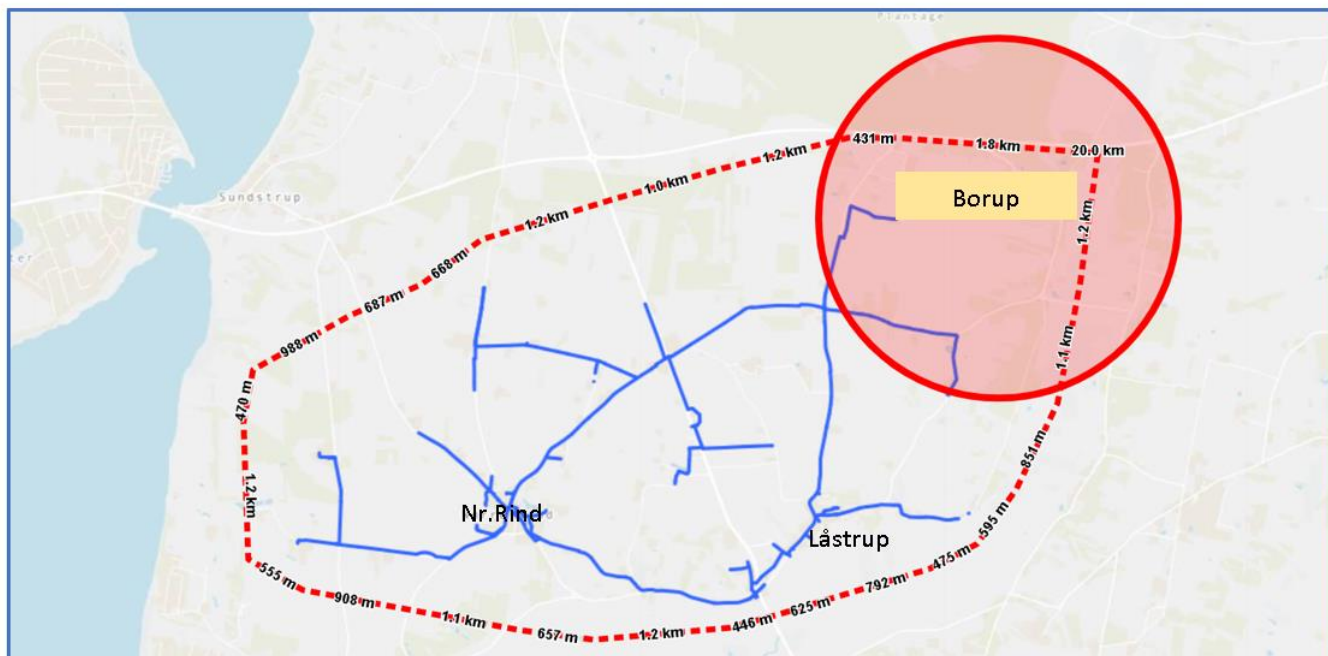 Plantage
431 m
1.8 km
20.0 km
1.2 km
1.0 km
Sundstrup
Borup
1.2 km
1.2 km
668 m
687 m
988 m
1.1 km
470 m
851 m
1.2 km
Nr.Rind
Låstrup
595 m
475 m
555 m
792 m
908 m
625 m
1.1 km
446 m
657 m
1.2 km